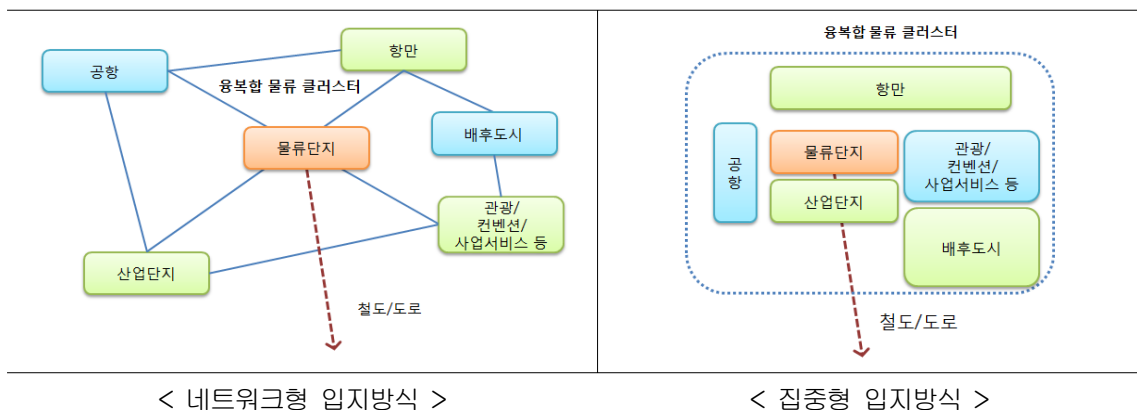 공항
항만
융복합 물류 클러스터
물류단지
배후도시
관광/
컨벤션/
사업서비스 등
산업단지
철도/도로
< 네트워크형 입지방식 >
융복합 물류 클러스터
항만
공
항
물류단지
관광/
컨벤션/
사업서비스 등
산업단지
배후도시
철도/도로
< 집중형 입지방식 >